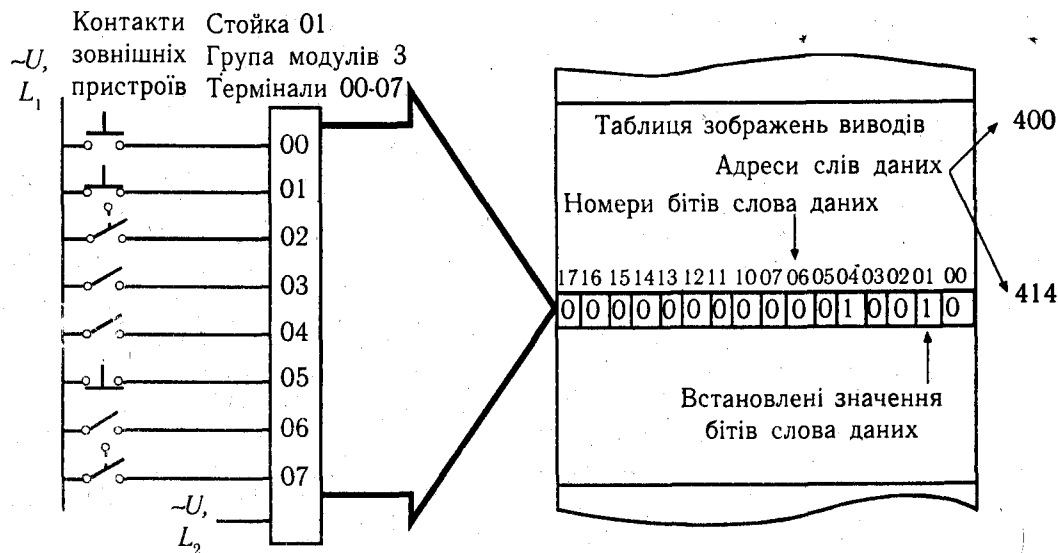 Контакти Стойка 01
зовнішніх Група модулів 3
пристроїв Термінали 00-07
~U,
L1
00
01
02
03
04
05
06
07
~U,
L2
Таблиця зображень виводів
400
Адреси слів даних
Номери бітів слова даних
17 16 15 14 13 12 11 10 07 06 05 04 03 02 01 00
0 0 0 0 0 0 0 0 0 0 0 1 0 0 1 0
414
Встановлені значення
бітів слова даних